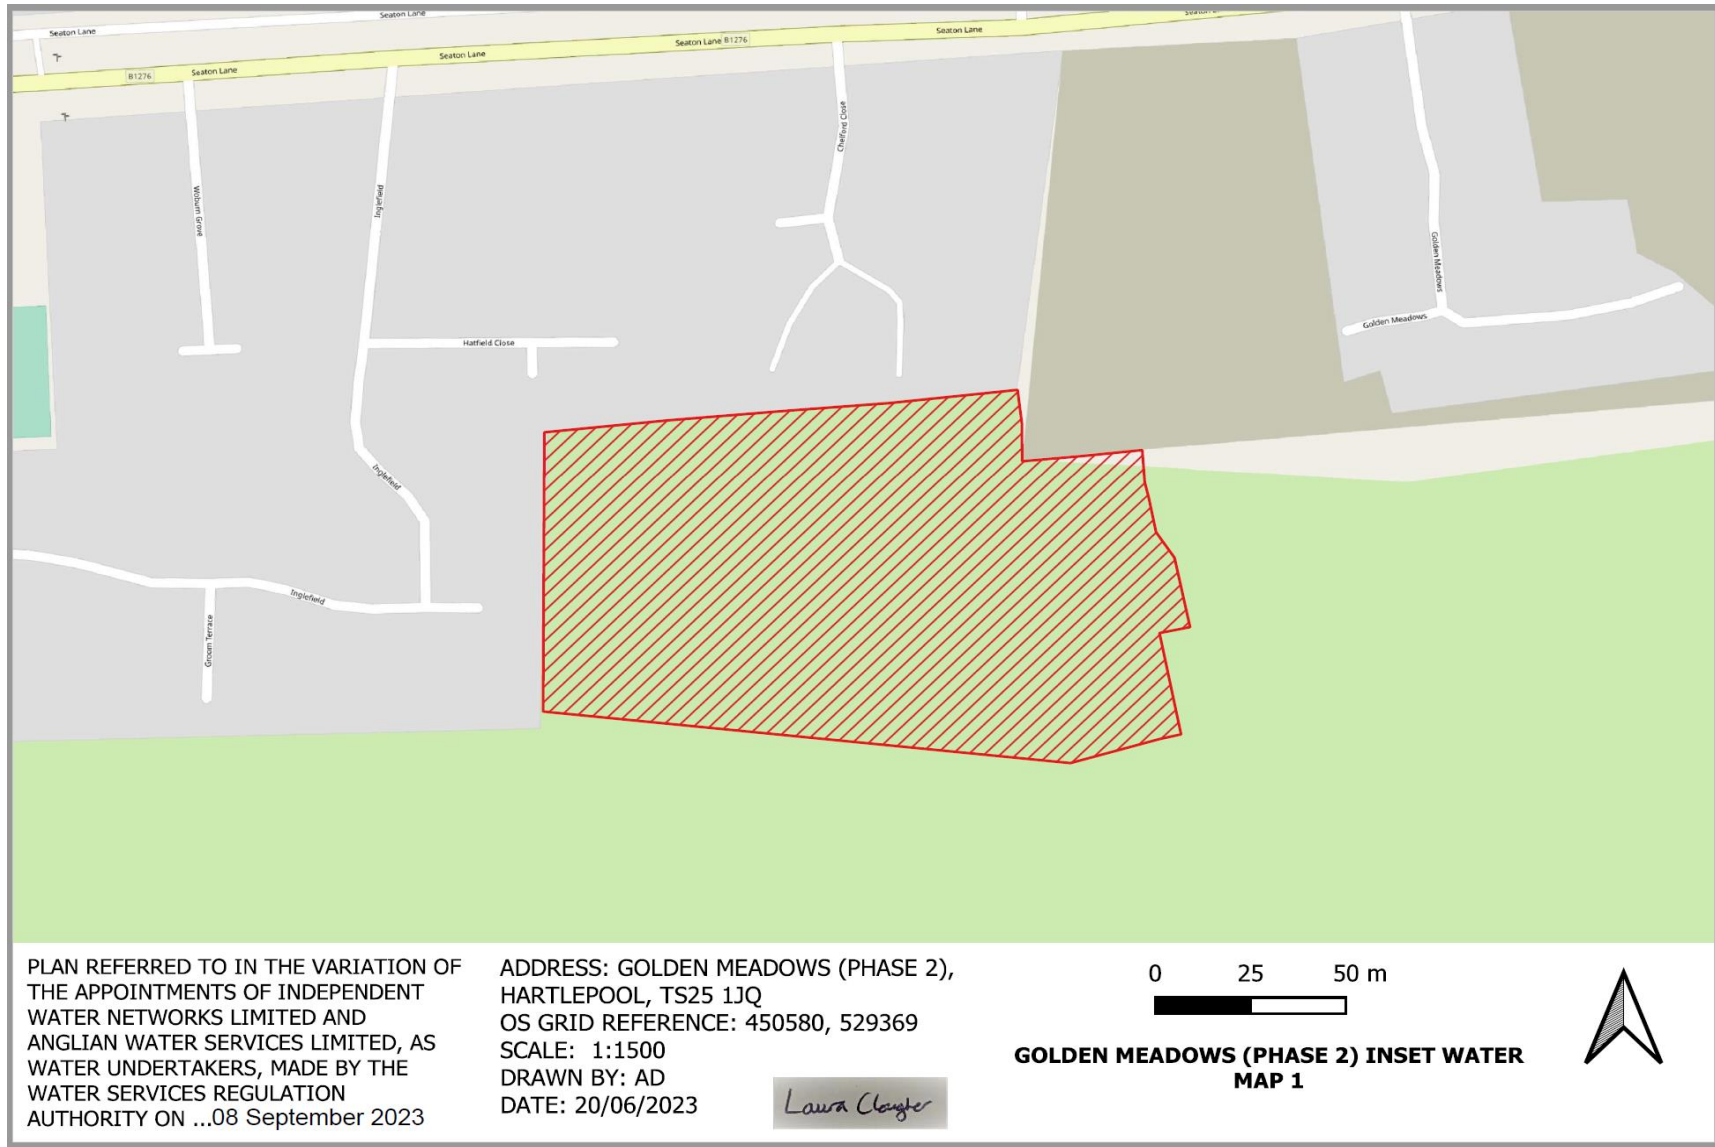 Seaton Lane
Seaton Lane
B1276
Seaton Lane
Seaton Lane
Seaton Lane B1276
Seaton Lane
Woburn Grove
Inglefield
Chelford Close
Golden Meadows
Golden Meadows
Hatfield Close
Inglefield
Inglefield
Groom Terrace
PLAN REFERRED TO IN THE VARIATION OF
THE APPOINTMENTS OF INDEPENDENT
WATER NETWORKS LIMITED AND
ANGLIAN WATER SERVICES LIMITED, AS
WATER UNDERTAKERS, MADE BY THE
WATER SERVICES REGULATION
AUTHORITY ON ...08 September 2023
ADDRESS: GOLDEN MEADOWS (PHASE 2),
HARTLEPOOL, TS25 1JQ
OS GRID REFERENCE: 450580, 529369
SCALE: 1:1500
DRAWN BY: AD
DATE: 20/06/2023
Laura
0 25 50 m
GOLDEN MEADOWS (PHASE 2) INSET WATER
MAP 1